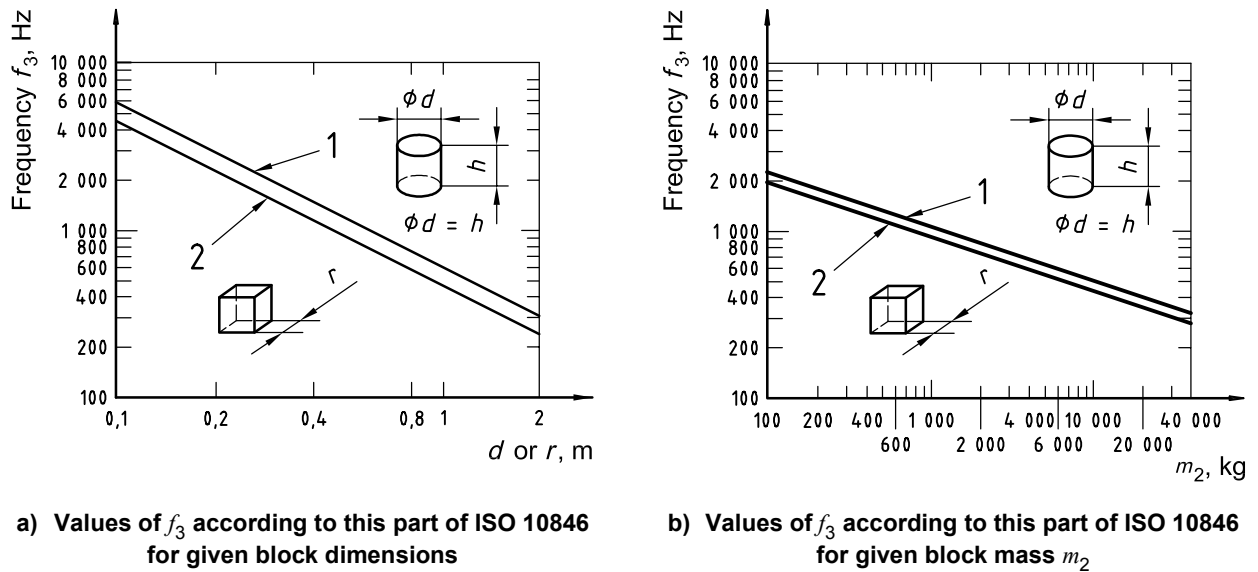 Frequency f3, Hz
10 000
6 000
4 000
2 000
1 000
800
600
400
200
100
0,1
0,2
0,4
0,8
1
2
d or r, m
1
2
ϕd
h
ϕd = h
r
a) Values of f3 according to this part of ISO 10846
for given block dimensions
Frequency f3, Hz
10 000
6 000
4 000
2 000
1 000
800
600
400
200
100
100 200 1 000 4 000 10 000 40 000
600 2 000 6 000 20 000
m2, kg
1
2
ϕd
h
ϕd = h
r
b) Values of f3 according to this part of ISO 10846
for given block mass m2